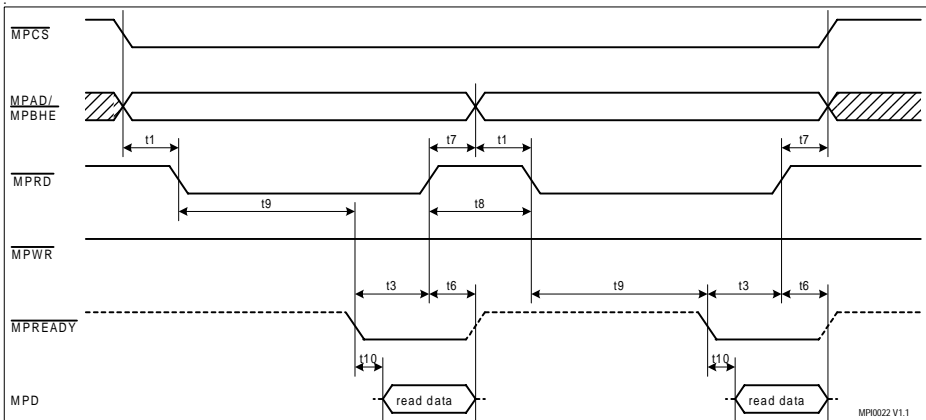 MPCS
MPAD/
MPBHE
t1 t7 t1 t7
MPRD
t9 t8
MPWR
t3 t6 t9 t3 t6
MPREADY
t10 t10
MPD read data read data
MPI0022 V1.1